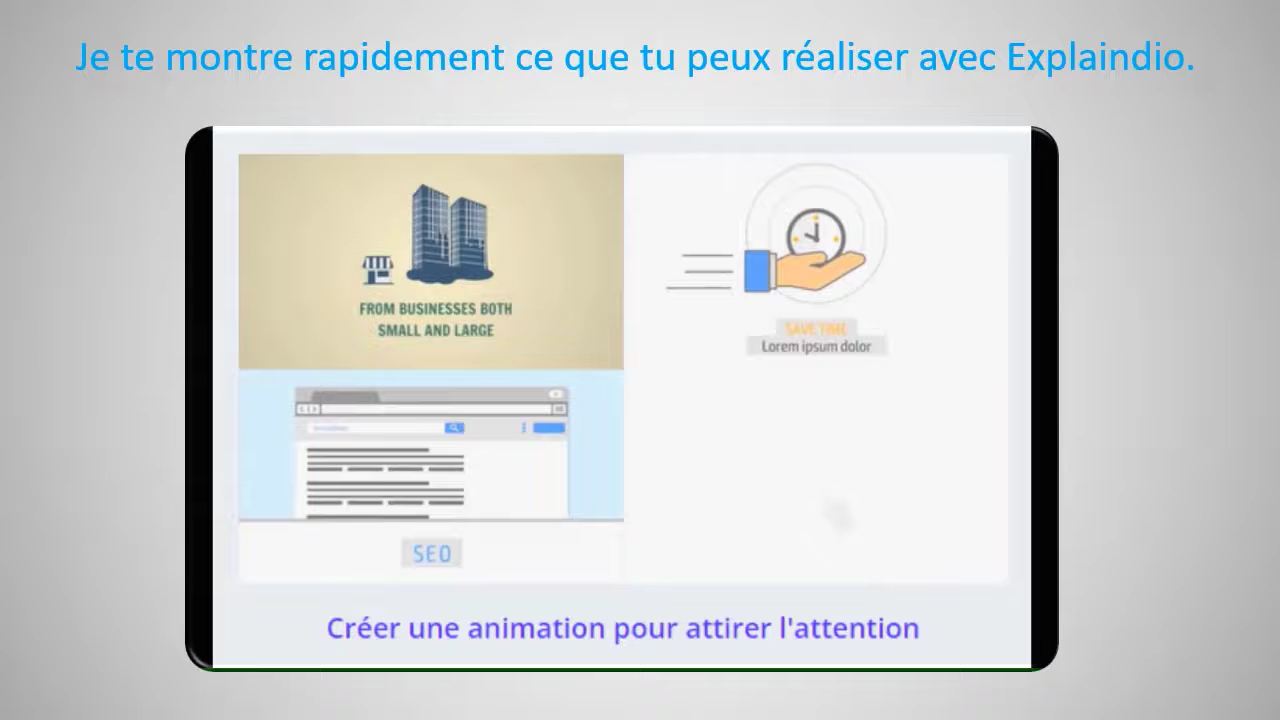 Je te montre rapidement ce que tu peux réaliser avec Explaindio.
FROM BUSINESSES BOTH
SMALL AND LARGE
SAVE TIME
Lorem ipsum dolor
SEO
Créer une animation pour attirer l'attention